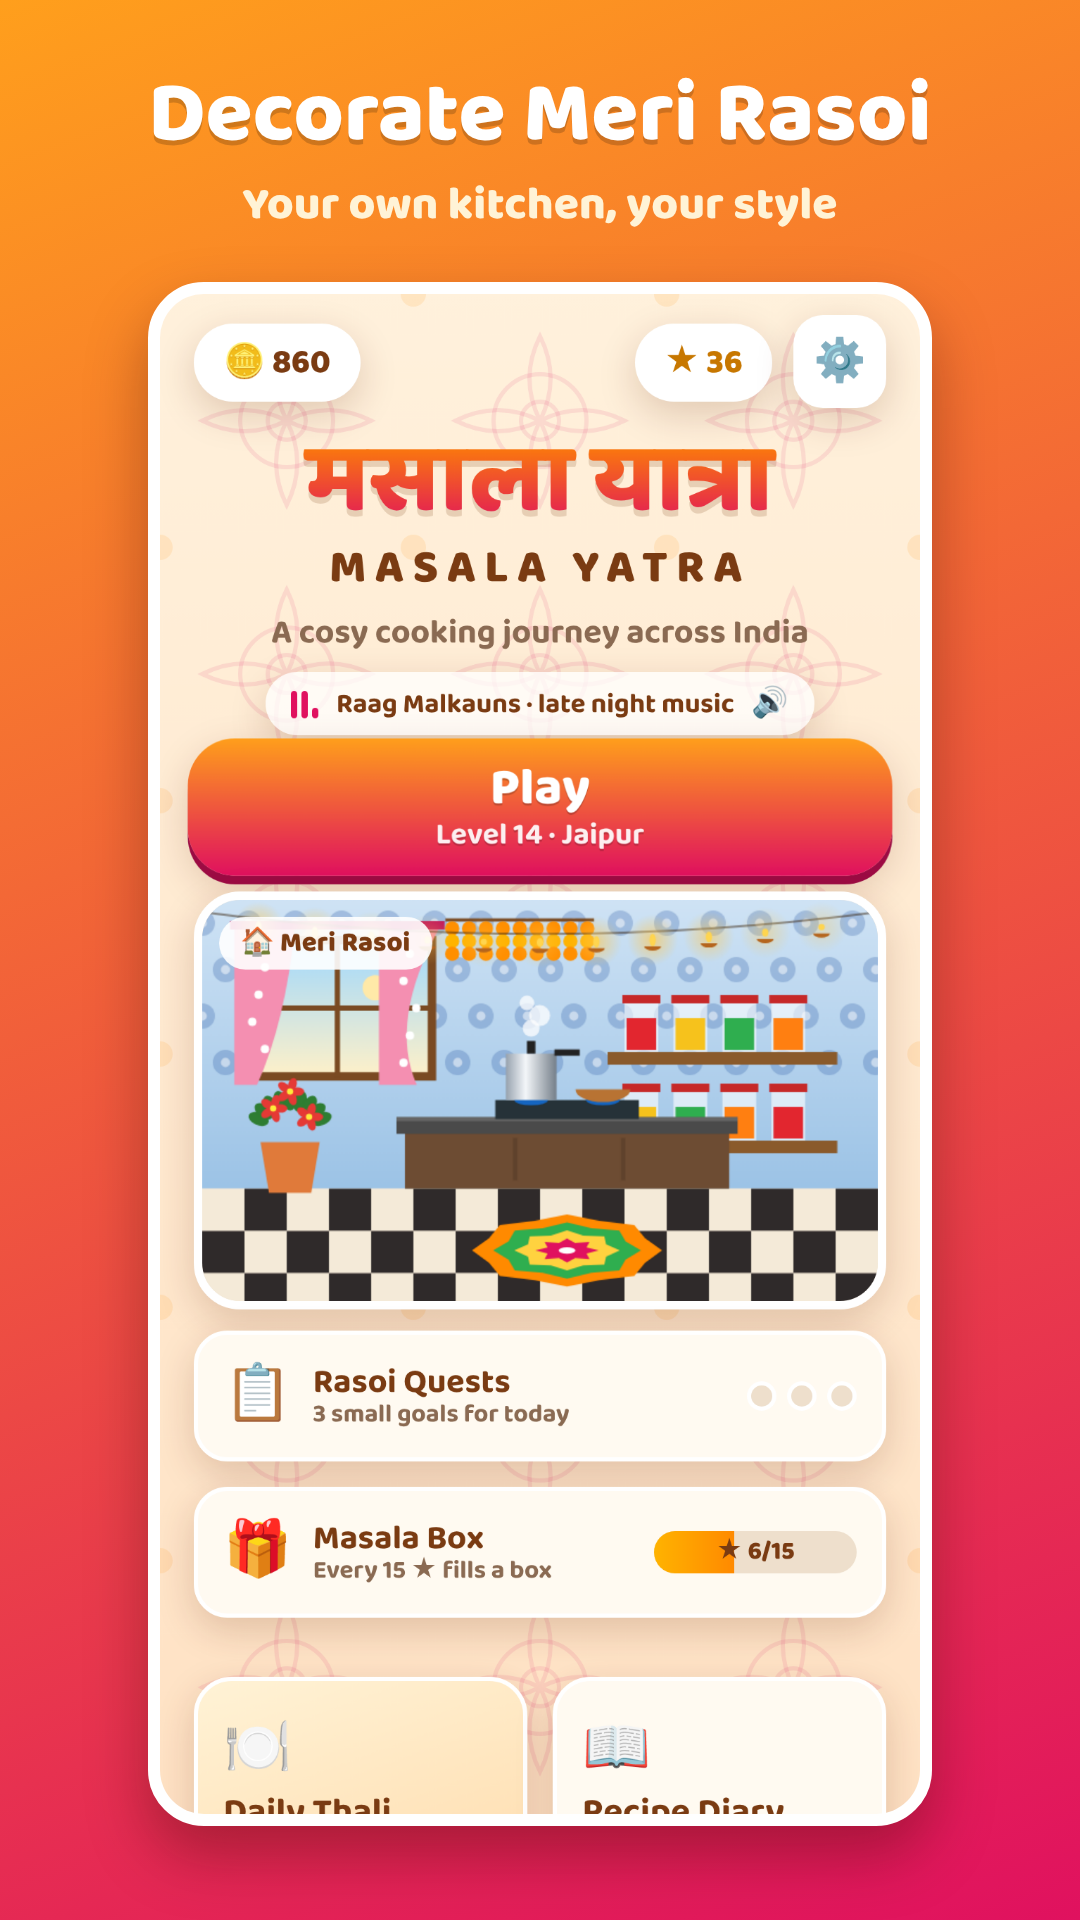 Decorate Meri Rasoi
Your own kitchen, your style
860
★ 36
मसाला यात्रा
MASALA YATRA
A cosy cooking journey across India
Raag Malkauns · late night music
Play
Level 14 · Jaipur
Meri Rasoi
Rasoi Quests
3 small goals for today
Masala Box
Every 15 ★ fills a box
★ 6/15
Daily Thali
Recipe Diary